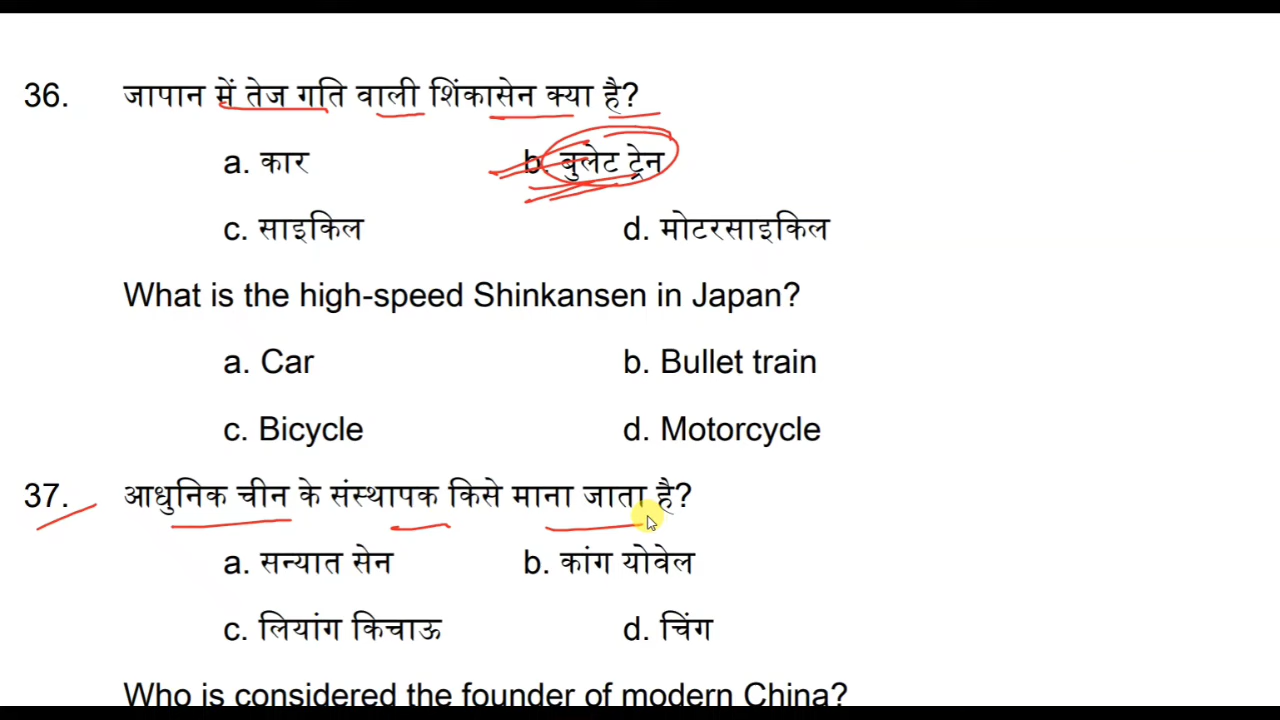 36. जापान में तेज गति वाली शिंकासेन क्या है?
a. कार b. बुलेट ट्रेन
c. साइकिल d. मोटरसाइकिल
What is the high-speed Shinkansen in Japan?
a. Car b. Bullet train
c. Bicycle d. Motorcycle
37. आधुनिक चीन के संस्थापक किसे माना जाता है?
a. सन्यात सेन b. कांग योवेल
c. लियांग किचाऊ d. चिंग
Who is considered the founder of modern China?